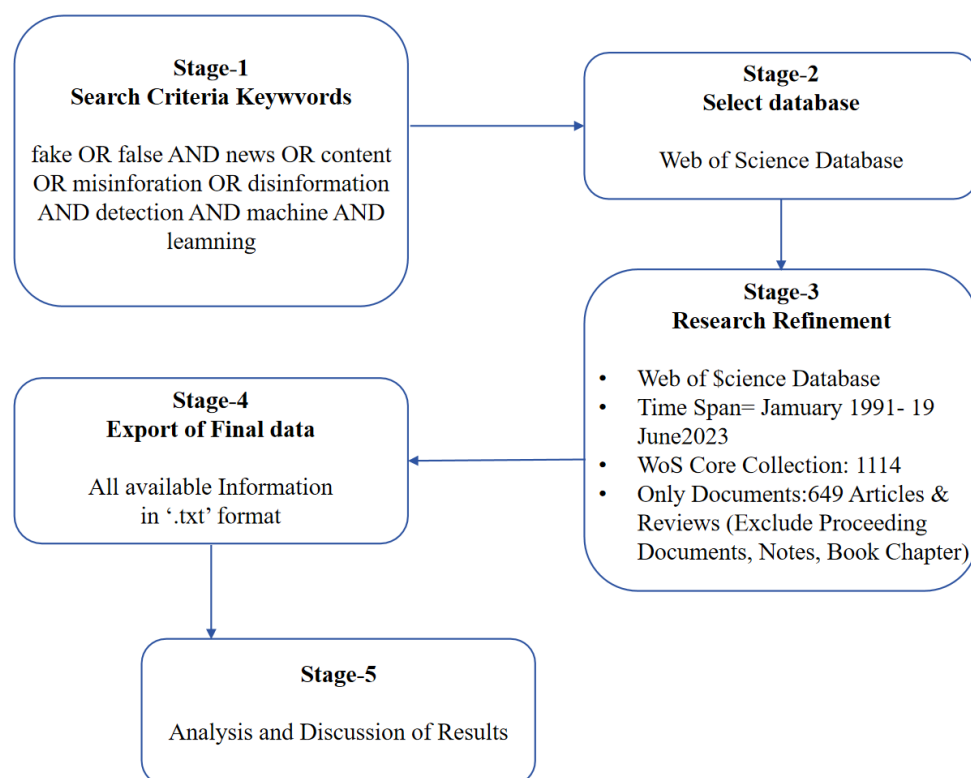 Stage-1
Search Criteria Keywvords
fake OR false AND news OR content
OR misinforation OR disinformation
AND detection AND machine AND
leamning
Stage-2
Select database
Web of Science Database
Stage-3
Research Refinement
• Web of $cience Database
• Time Span= Jamuary 1991- 19
June2023
• WoS Core Collection: 1114
• Only Documents:649 Articles &
Reviews (Exclude Proceeding
Documents, Notes, Book Chapter)
Stage-4
Export of Final data
All available Information
in ‘.txt’ format
Stage-5
Analysis and Discussion of Results